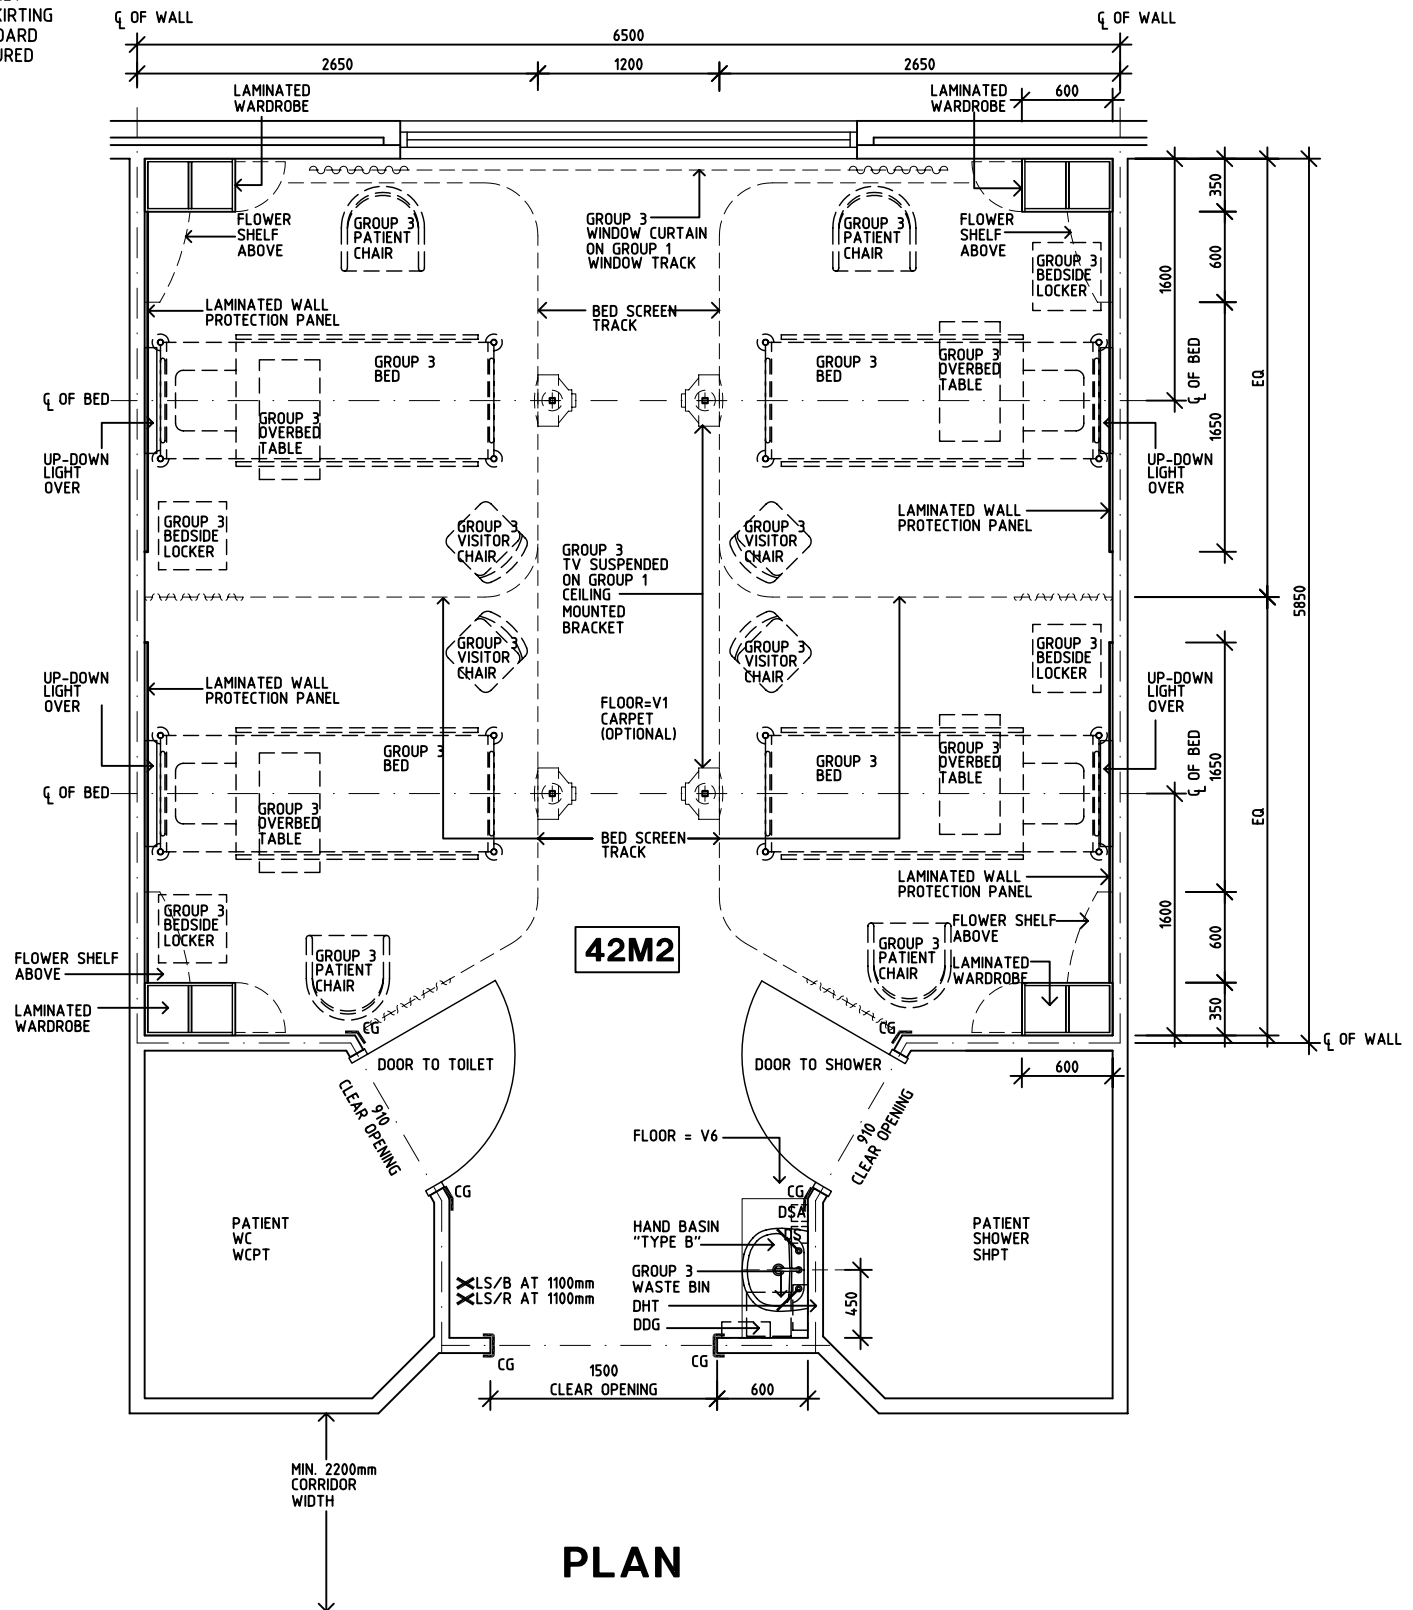 KIRTING
OARD
URED
℄ OF WALL
℄ OF WALL
6500
2650
1200
2650
LAMINATED
WARDROBE
LAMINATED
WARDROBE
600
FLOWER
SHELF
ABOVE
GROUP 3
PATIENT
CHAIR
GROUP 3
WINDOW CURTAIN
ON GROUP 1
WINDOW TRACK
GROUP 3
PATIENT
CHAIR
FLOWER
SHELF
ABOVE
GROUP 3
BEDSIDE
LOCKER
350
600
1600
LAMINATED WALL
PROTECTION PANEL
BED SCREEN
TRACK
GROUP 3
BED
GROUP 3
BED
GROUP 3
OVERBED
TABLE
℄ OF BED
GROUP 3
OVERBED
TABLE
℄ OF BED
EQ
1650
UP-DOWN
LIGHT
OVER
UP-DOWN
LIGHT
OVER
GROUP 3
BEDSIDE
LOCKER
GROUP 3
VISITOR
CHAIR
GROUP 3
VISITOR
CHAIR
LAMINATED WALL
PROTECTION PANEL
GROUP 3
TV SUSPENDED
ON GROUP 1
CEILING
MOUNTED
BRACKET
5850
GROUP 3
VISITOR
CHAIR
GROUP 3
VISITOR
CHAIR
GROUP 3
BEDSIDE
LOCKER
UP-DOWN
LIGHT
OVER
LAMINATED WALL
PROTECTION PANEL
UP-DOWN
LIGHT
OVER
FLOOR=V1
CARPET
(OPTIONAL)
GROUP 3
BED
GROUP 3
BED
GROUP 3
OVERBED
TABLE
℄ OF BED
1650
℄ OF BED
GROUP 3
OVERBED
TABLE
EQ
BED SCREEN
TRACK
LAMINATED WALL
PROTECTION PANEL
GROUP 3
BEDSIDE
LOCKER
FLOWER SHELF
ABOVE
1600
600
42M2
FLOWER SHELF
ABOVE
GROUP 3
PATIENT
CHAIR
GROUP 3
PATIENT
CHAIR
LAMINATED
WARDROBE
LAMINATED
WARDROBE
350
CG
CG
℄ OF WALL
DOOR TO TOILET
DOOR TO SHOWER
600
910
CLEAR OPENING
910
CLEAR OPENING
FLOOR = V6
CG
CG
DSA
DS
PATIENT
WC
WCPT
HAND BASIN
"TYPE B"
PATIENT
SHOWER
SHPT
GROUP 3
WASTE BIN
LS/B AT 1100mm
LS/R AT 1100mm
DHT
DDG
450
CG
CG
1500
CLEAR OPENING
600
MIN. 2200mm
CORRIDOR
WIDTH
PLAN